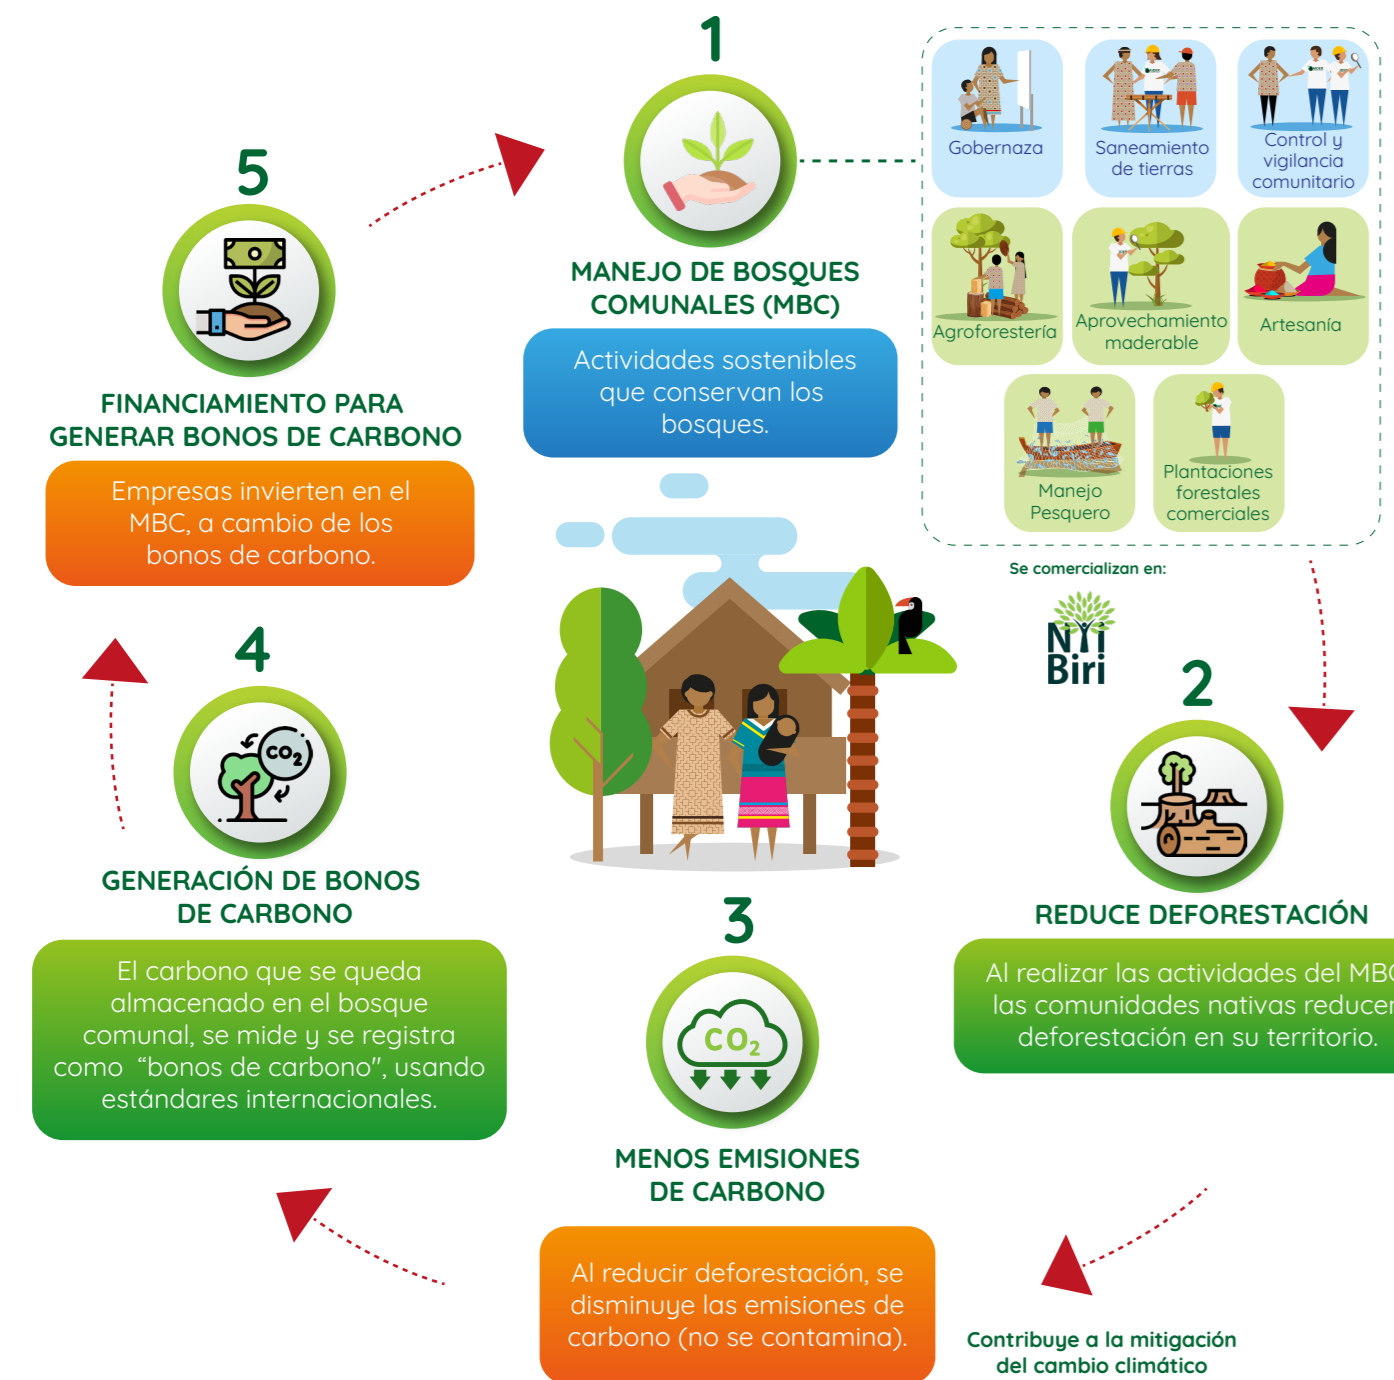 1
MANEJO DE BOSQUES
COMUNALES (MBC)
Actividades sostenibles
que conservan los
bosques.
Gobernaza
Saneamiento
de tierras
Control y
vigilancia
comunitario
Agroforestería
Aprovechamiento
maderable
Artesanía
Manejo
Pesquero
Plantaciones
forestales
comerciales
Se comercializan en:
Nii
Biri
2
REDUCE DEFORESTACIÓN
Al realizar las actividades del MBC
las comunidades nativas reducen
deforestación en su territorio.
3
CO2
MENOS EMISIONES
DE CARBONO
Al reducir deforestación, se
disminuye las emisiones de
carbono (no se contamina).
Contribuye a la mitigación
del cambio climático
4
CO2
GENERACIÓN DE BONOS
DE CARBONO
El carbono que se queda
almacenado en el bosque
comunal, se mide y se registra
como “bonos de carbono", usando
estándares internacionales.
5
FINANCIAMIENTO PARA
GENERAR BONOS DE CARBONO
Empresas invierten en el
MBC, a cambio de los
bonos de carbono.